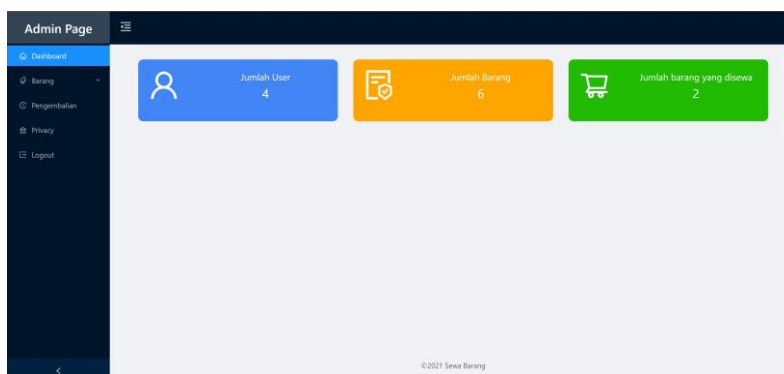 Admin Page
Dashboard
Barang
Pengembalian
Privacy
Logout
Jumlah User
4
Jumlah Barang
6
Jumlah barang yang disewa
2
©2021 Sewa Barang